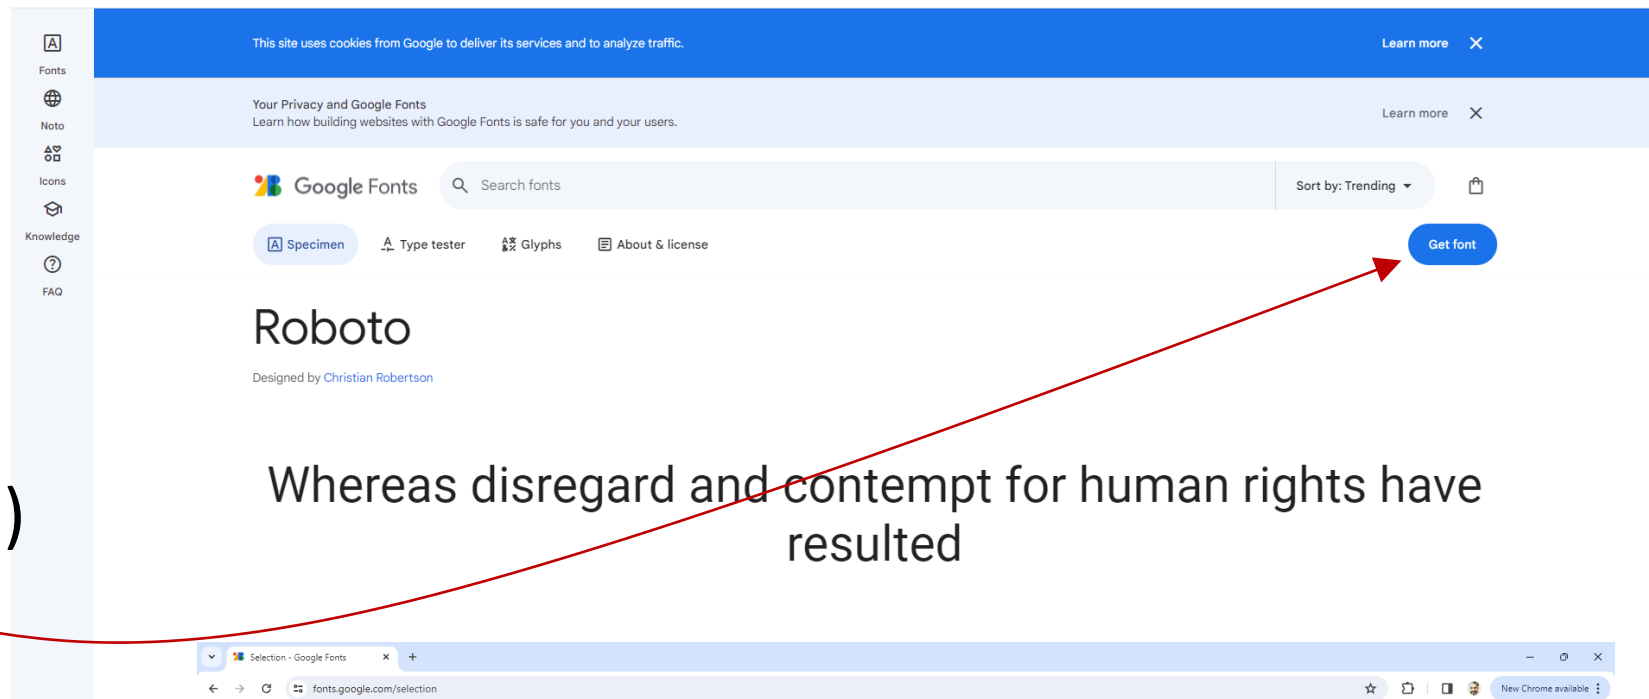 This site uses cookies from Google to deliver its services and to analyze traffic. Learn more
Fonts
Your Privacy and Google Fonts
Learn how building websites with Google Fonts is safe for you and your users. Learn more
Noto
Icons
Google Fonts Search fonts Sort by: Trending
Knowledge
Specimen Type tester Glyphs About & license Get font
FAQ
Roboto
Designed by Christian Robertson
Whereas disregard and contempt for human rights have
resulted
)
Selection - Google Fonts
fonts.google.com/selection New Chrome available